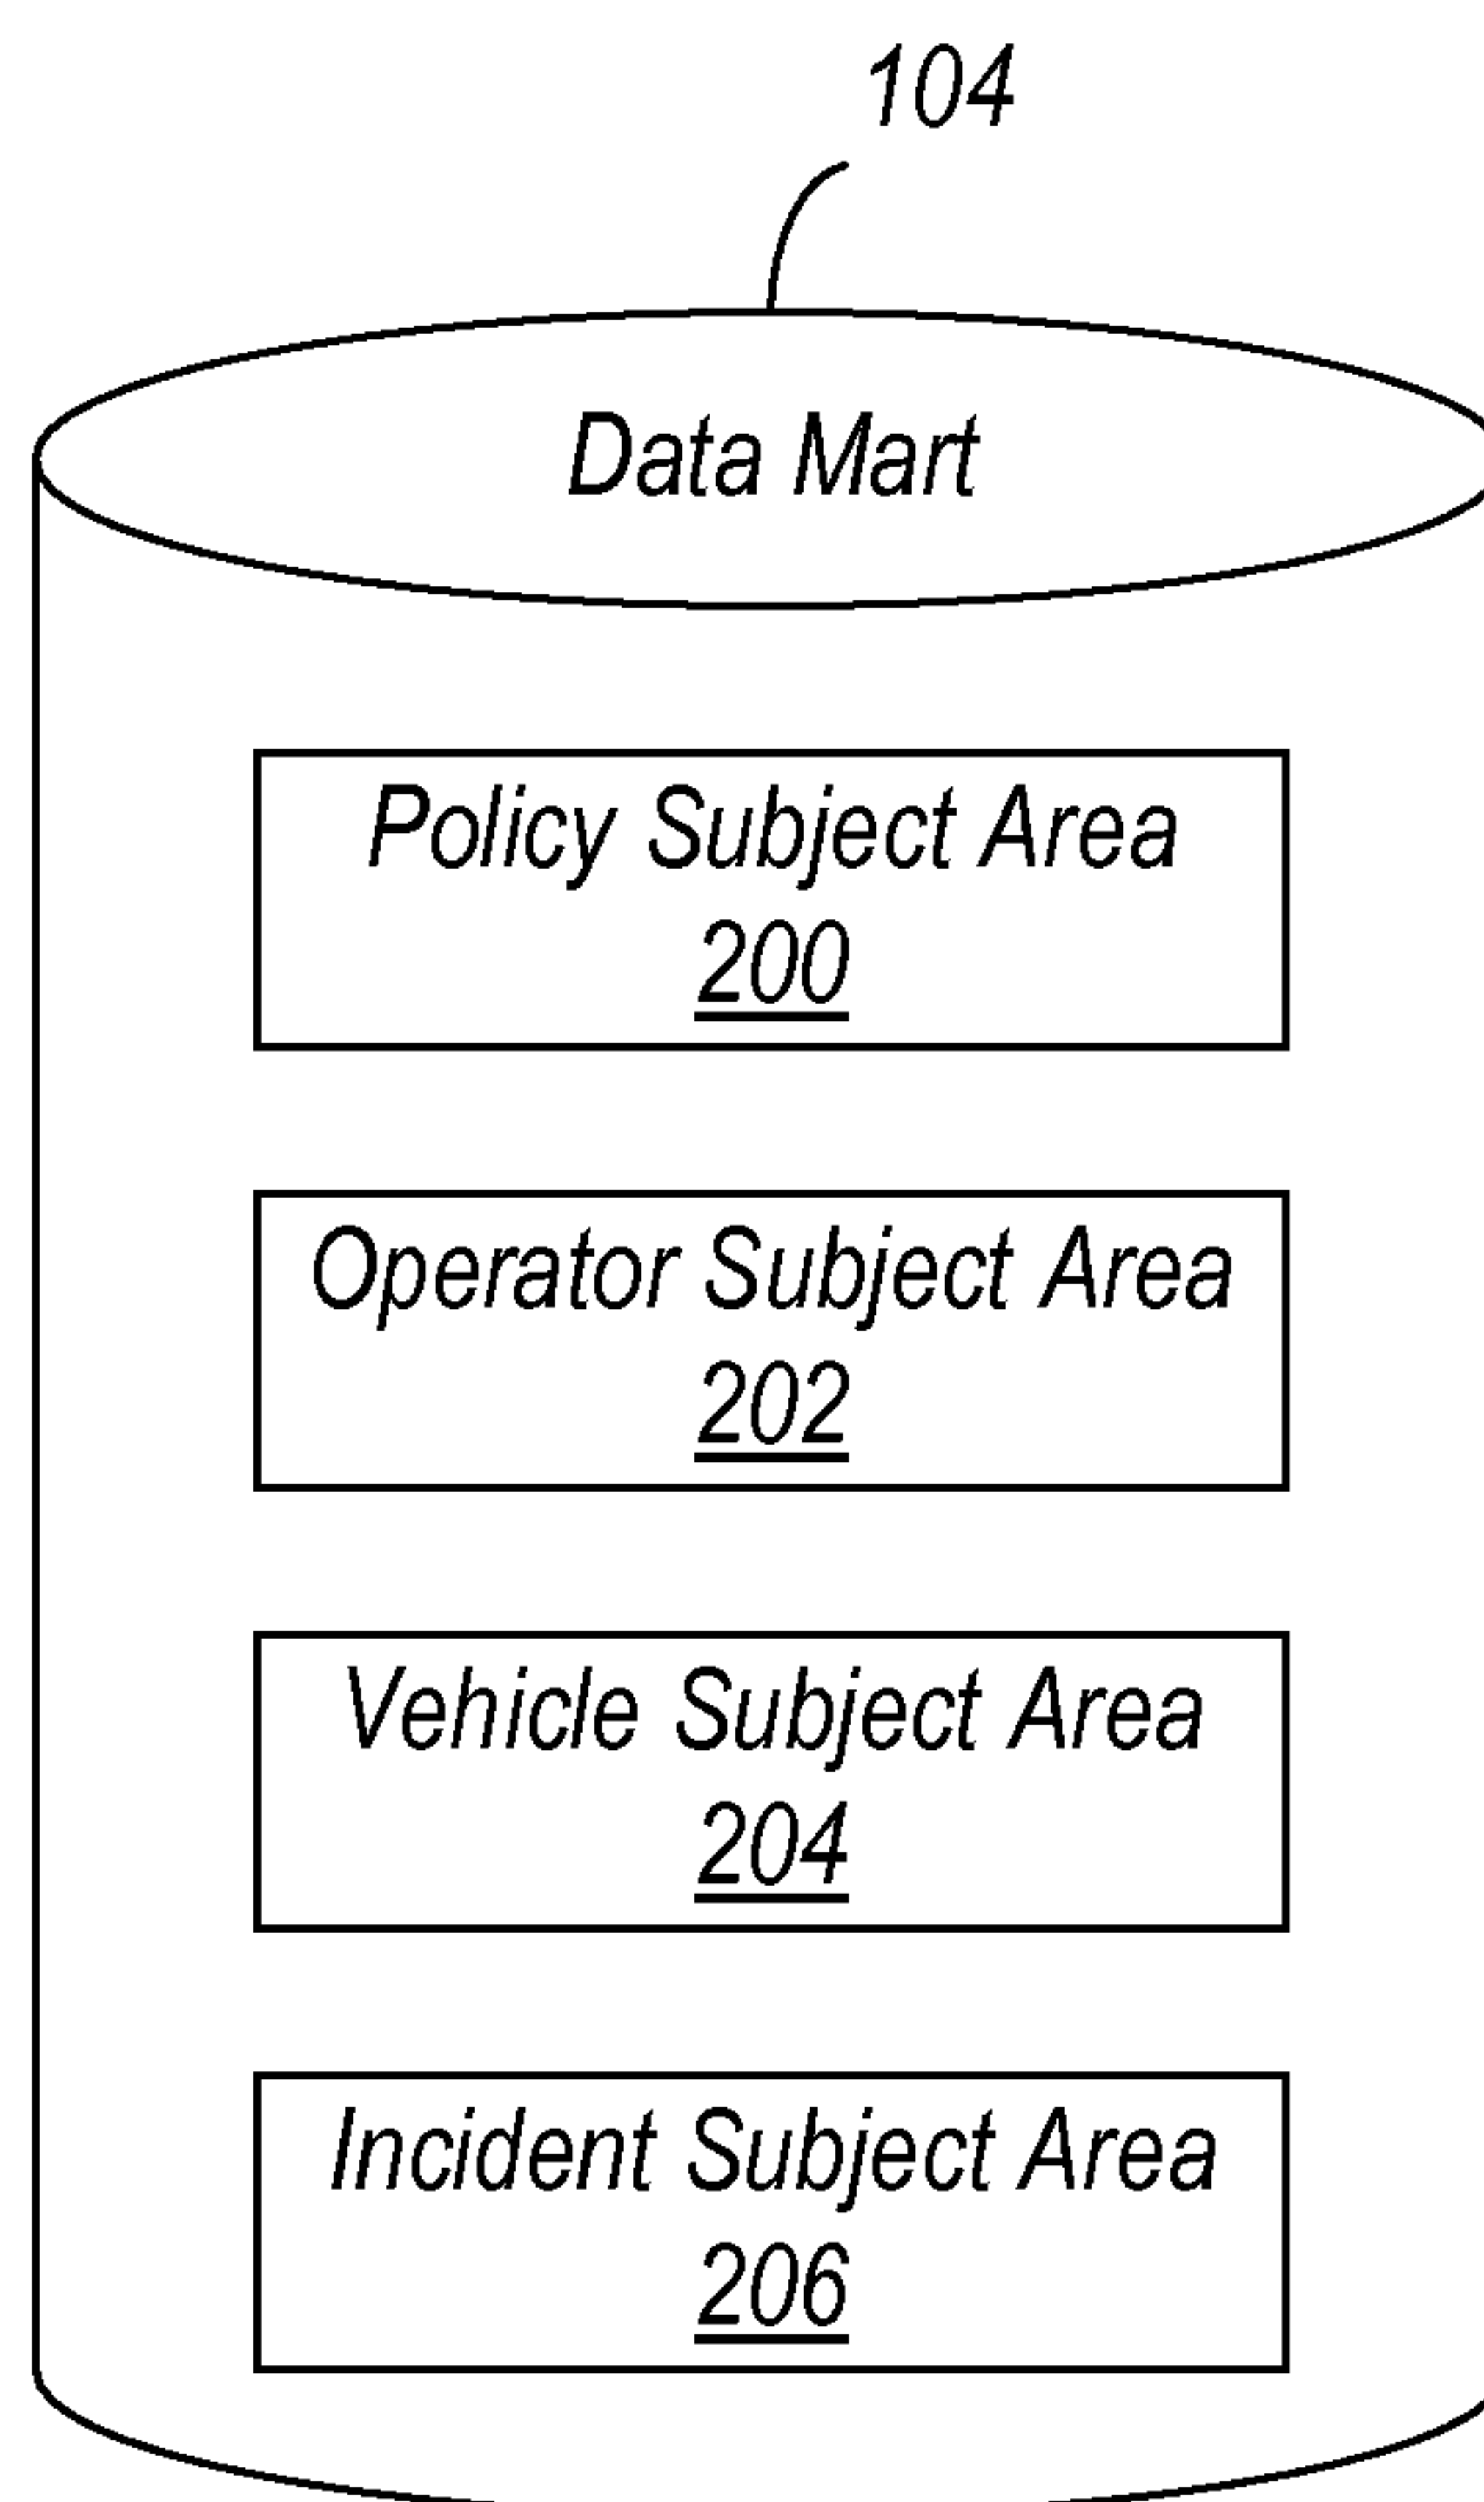 104
Data Mart
Policy Subject Area
200
Operator Subject Area
202
Vehicle Subject Area
204
Incident Subject Area
206